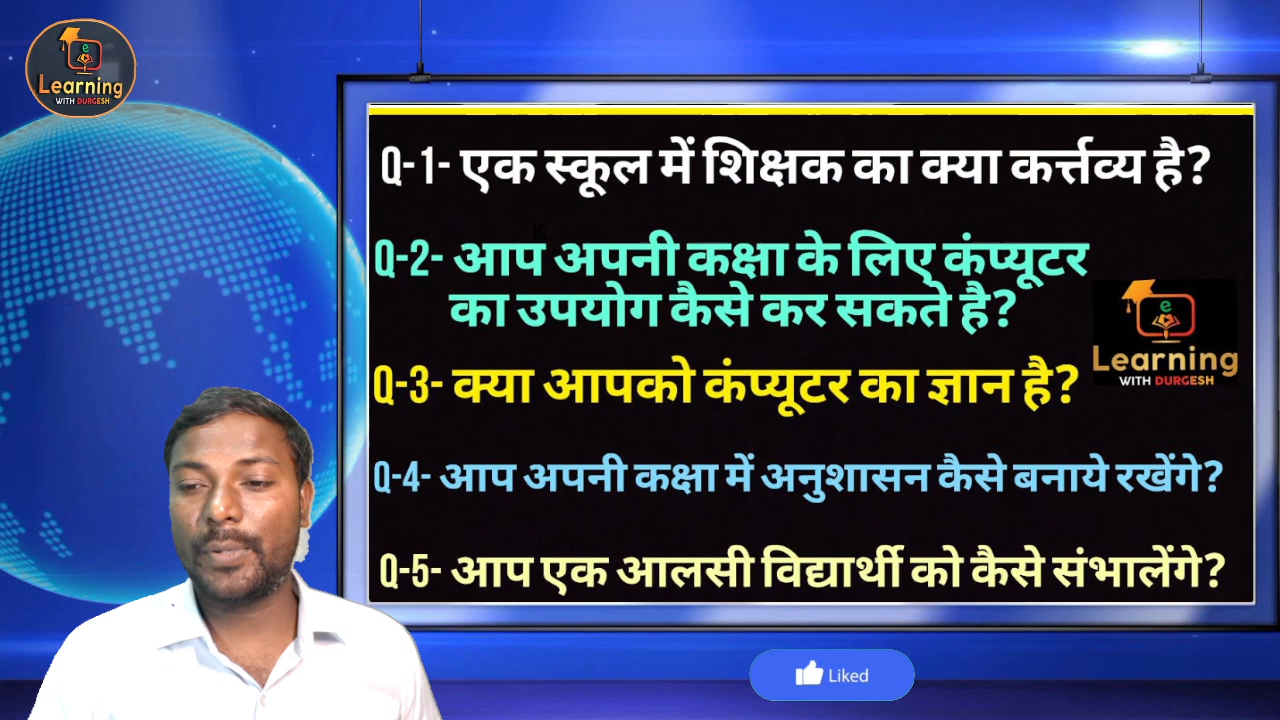 e
Learning
WITH DURGESH
Q-1- एक स्कूल में शिक्षक का क्या कर्त्तव्य है?
K
Q-2- आप अपनी कक्षा के लिए कंप्यूटर
का उपयोग कैसे कर सकते है?
e
Learning
WITH DURGESH
Q-3- क्या आपको कंप्यूटर का ज्ञान है?
Q-4- आप अपनी कक्षा में अनुशासन कैसे बनाये रखेंगे?
Q-5- आप एक आलसी विद्यार्थी को कैसे संभालेंगे?
Liked